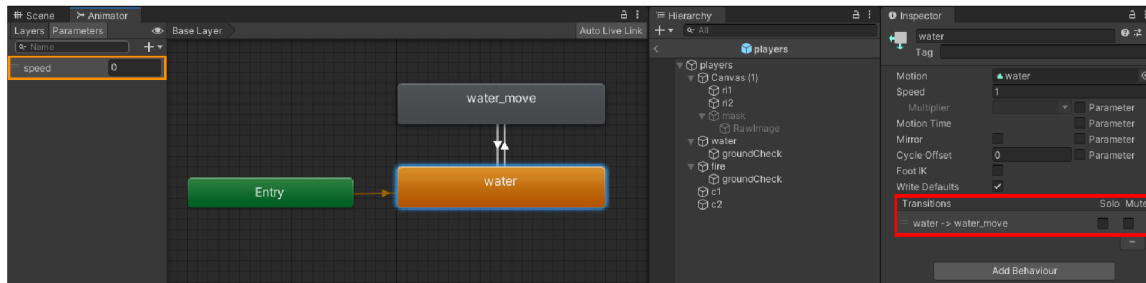 Scene Animator
Layers Parameters Base Layer Auto Live Link
Name
speed 0
water_move
water
Entry
Hierarchy
All
players
players
Canvas (1)
ri1
ri2
mask
RawImage
water
groundCheck
fire
groundCheck
c1
c2
Inspector
water
Tag
Motion water
Speed 1
Multiplier Parameter
Motion Time Parameter
Mirror Parameter
Cycle Offset 0 Parameter
Foot IK
Write Defaults
Transitions Solo Mute
water -> water_move
Add Behaviour